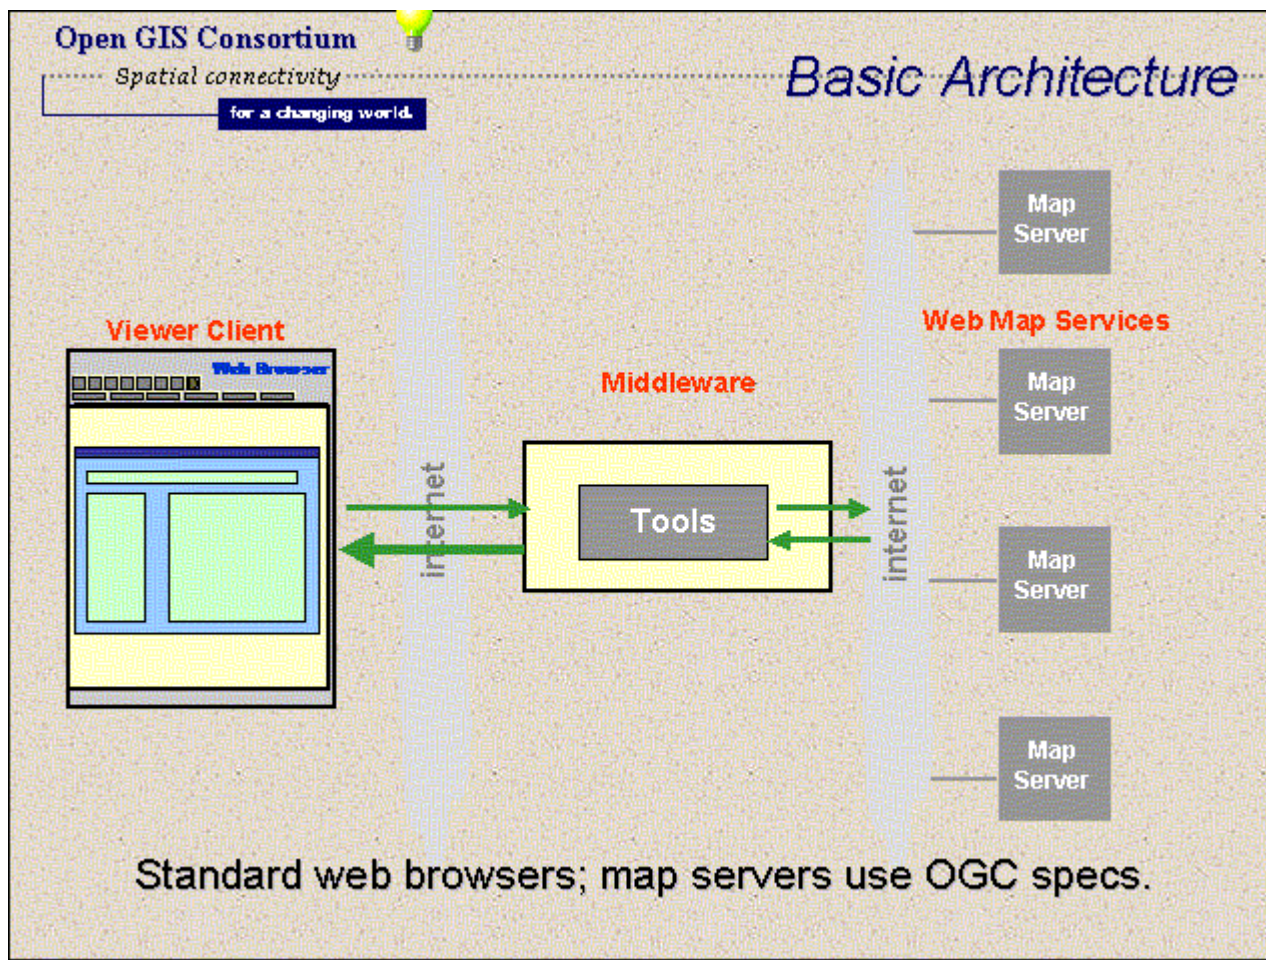 Open GIS Consortium
Spatial connectivity
for a changing world.
Basic Architecture
Map
Server
Viewer Client
Web Map Services
Web Browser
Map
Server
Middleware
internet
Tools
internet
Map
Server
Map
Server
Standard web browsers; map servers use OGC specs.